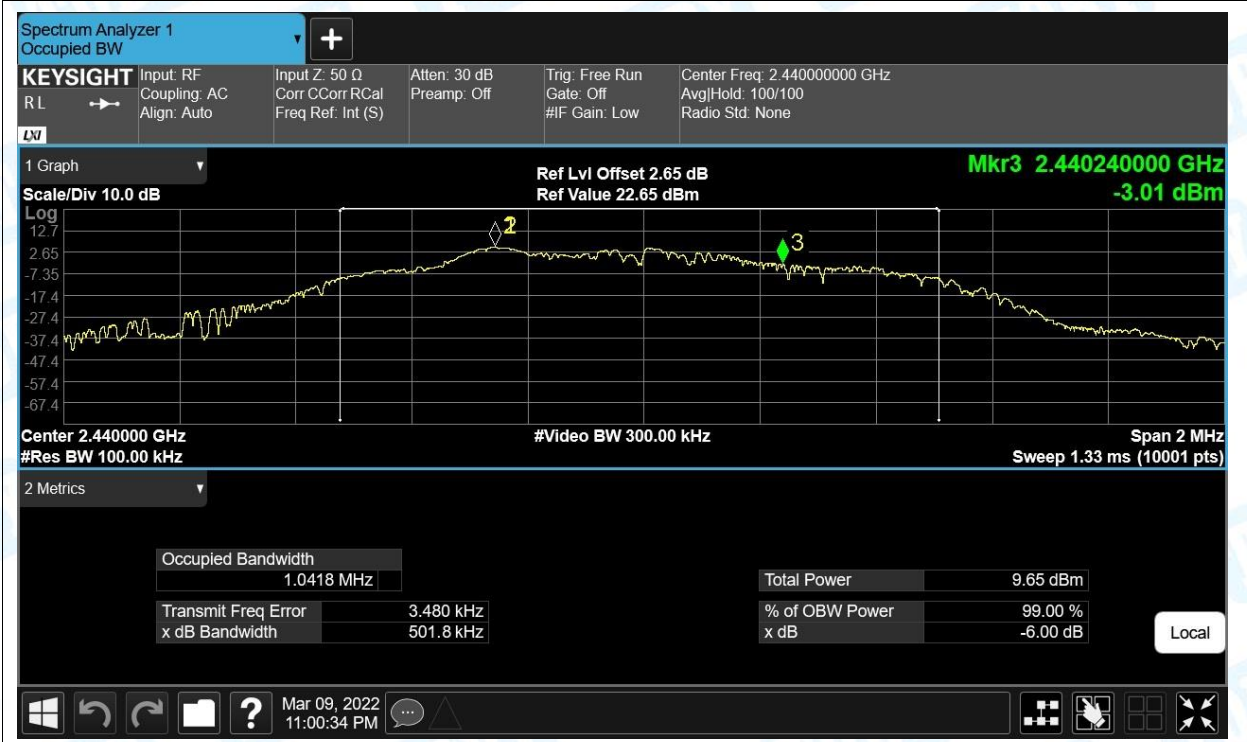 Spectrum Analyzer 1
Occupied BW
+
KEYSIGHT
R L
LXI
Input: RF
Coupling: AC
Align: Auto
Input Z: 50 Ω
Corr CCorr RCal
Freq Ref: Int (S)
Atten: 30 dB
Preamp: Off
Trig: Free Run
Gate: Off
#IF Gain: Low
Center Freq: 2.440000000 GHz
Avg|Hold: 100/100
Radio Std: None
1 Graph
Scale/Div 10.0 dB
Ref Lvl Offset 2.65 dB
Ref Value 22.65 dBm
Mkr3 2.440240000 GHz
-3.01 dBm
Log
12.7
2.65
-7.35
-17.4
-27.4
-37.4
-47.4
-57.4
-67.4
2
3
Center 2.440000 GHz
#Res BW 100.00 kHz
#Video BW 300.00 kHz
Span 2 MHz
Sweep 1.33 ms (10001 pts)
2 Metrics
Occupied Bandwidth
1.0418 MHz
Transmit Freq Error 3.480 kHz
x dB Bandwidth 501.8 kHz
Total Power 9.65 dBm
% of OBW Power 99.00 %
x dB -6.00 dB
Local
?
Mar 09, 2022
11:00:34 PM